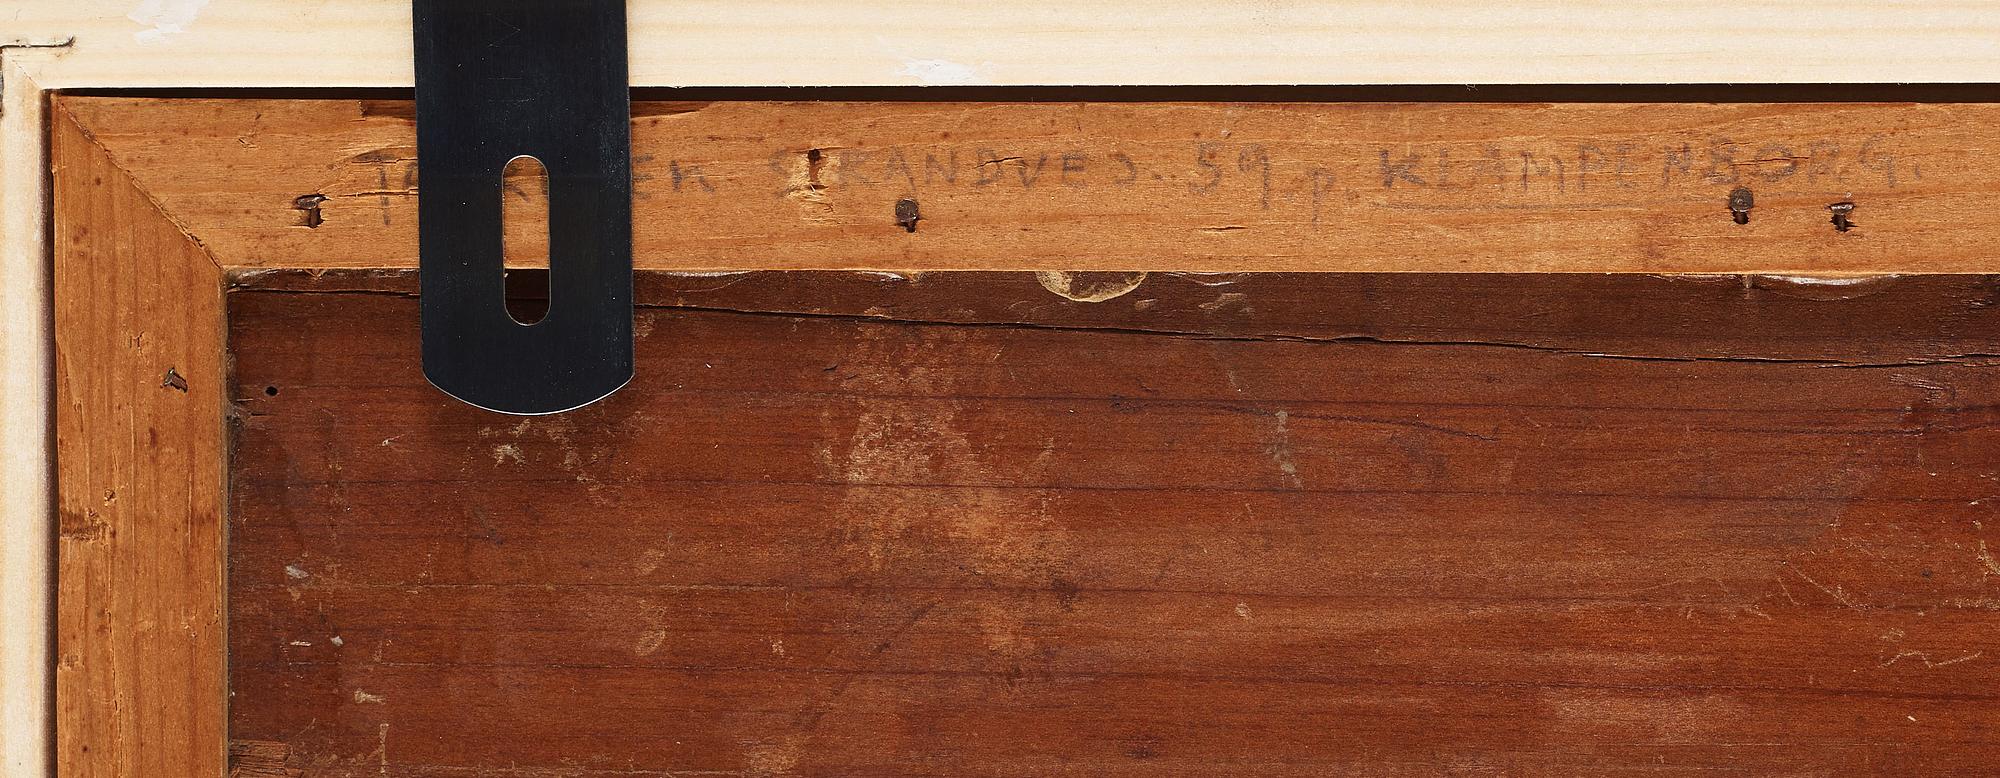 STRANDVEJ. 59 p. KLAMPENBORG.